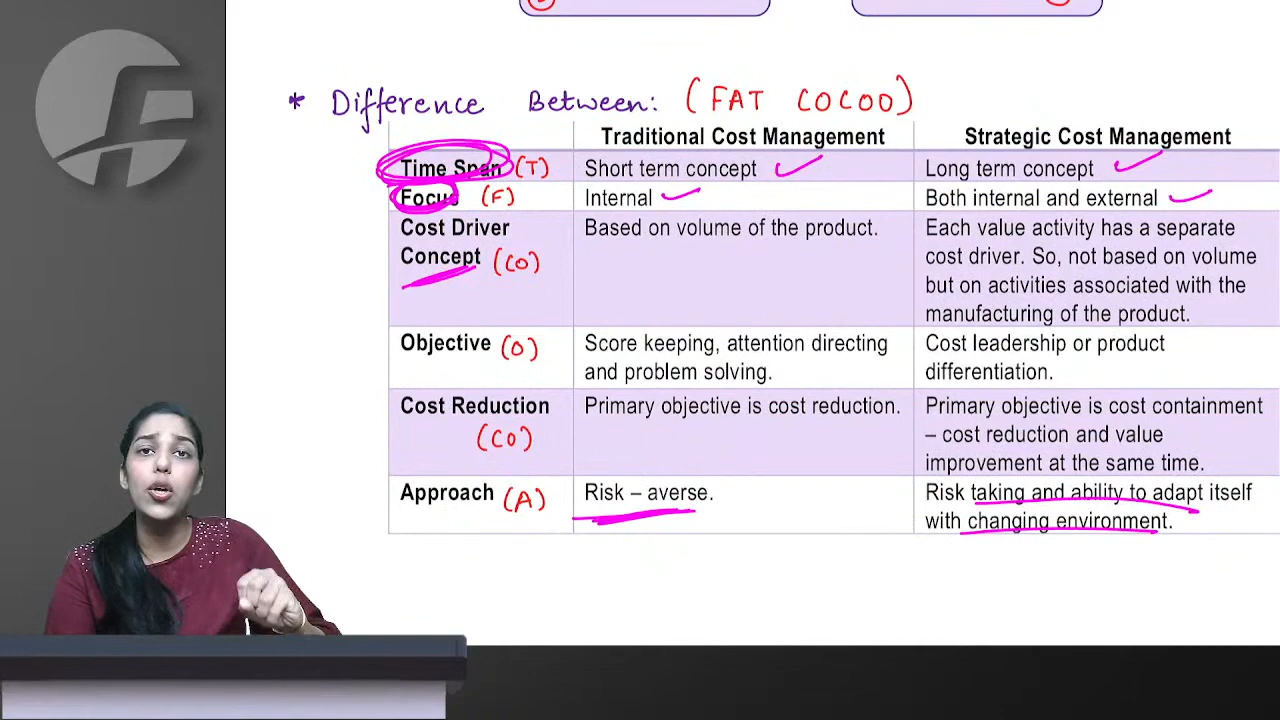 * Difference Between: (FAT COCOO)
Traditional Cost Management Strategic Cost Management
Time Span (T) Short term concept Long term concept
Focus (F) Internal Both internal and external
Cost Driver Based on volume of the product. Each value activity has a separate
Concept (CO) cost driver. So, not based on volume
but on activities associated with the
manufacturing of the product.
Objective (O) Score keeping, attention directing Cost leadership or product
and problem solving. differentiation.
Cost Reduction Primary objective is cost reduction. Primary objective is cost containment
(CO) – cost reduction and value
improvement at the same time.
Approach (A) Risk – averse. Risk taking and ability to adapt itself
with changing environment.